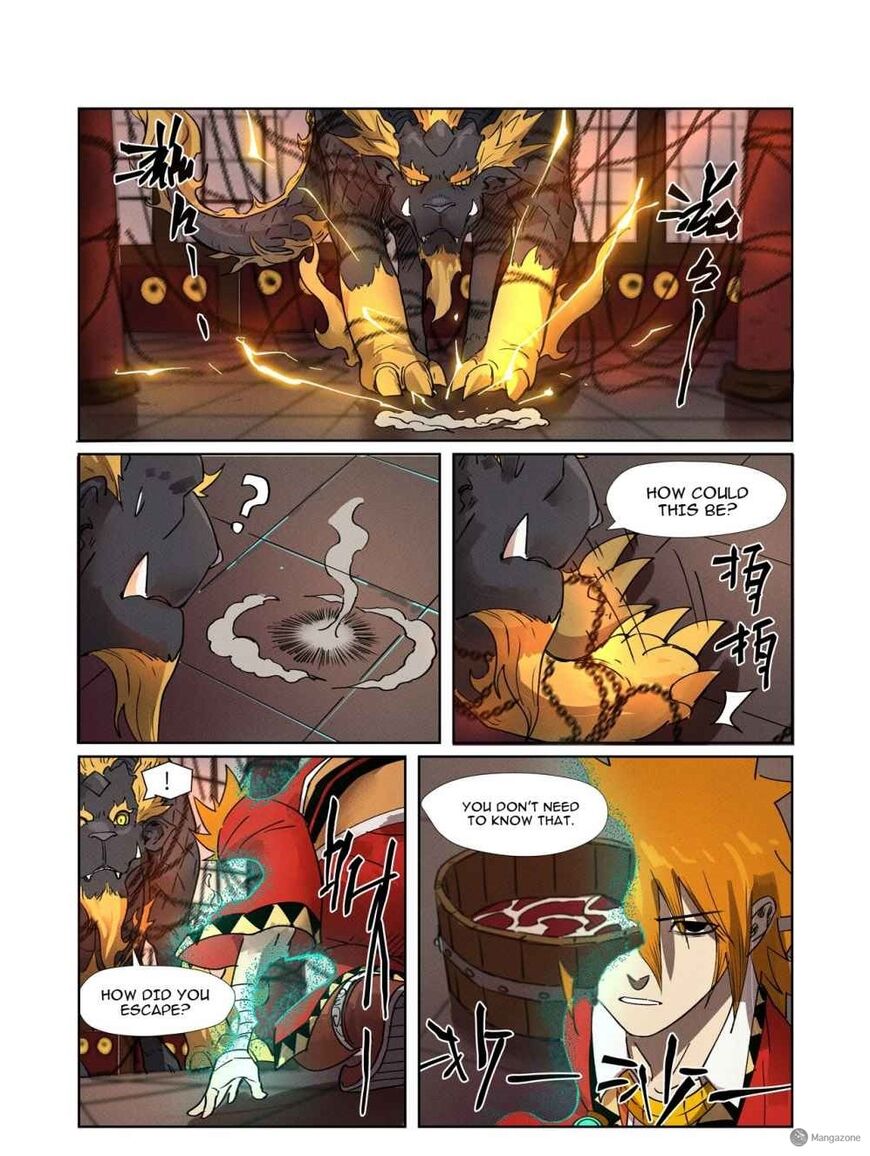 ?
HOW COULD
THIS BE?
!
HOW DID YOU
ESCAPE?
YOU DON'T NEED
TO KNOW THAT.
Mangazone